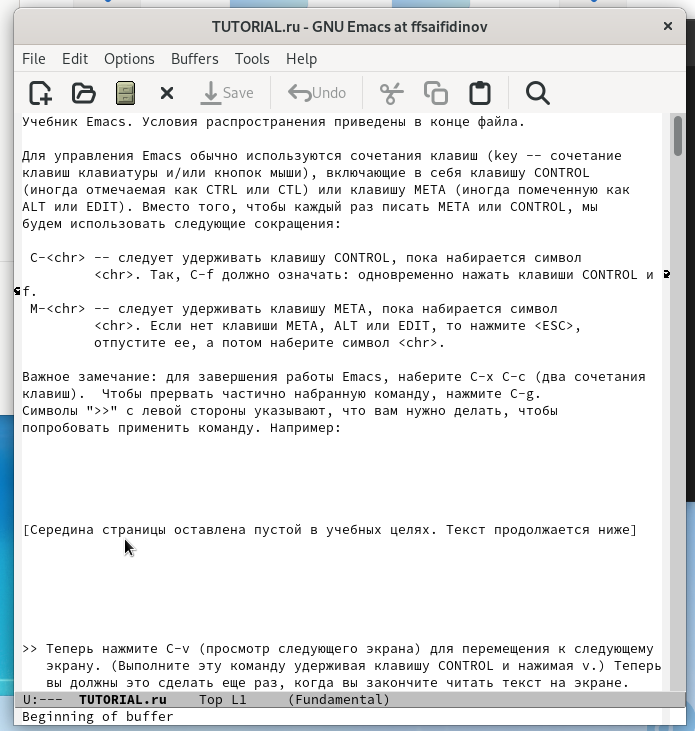 TUTORIAL.ru - GNU Emacs at ffsaifidinov
File Edit Options Buffers Tools Help
Save Undo
Учебник Emacs. Условия распространения приведены в конце файла.
Для управления Emacs обычно используются сочетания клавиш (key -- сочетание
клавиш клавиатуры и/или кнопок мыши), включающие в себя клавишу CONTROL
(иногда отмечаемая как CTRL или CTL) или клавишу META (иногда помеченную как
ALT или EDIT). Вместо того, чтобы каждый раз писать META или CONTROL, мы
будем использовать следующие сокращения:
C-<chr> -- следует удерживать клавишу CONTROL, пока набирается символ
<chr>. Так, C-f должно означать: одновременно нажать клавиши CONTROL и
f.
M-<chr> -- следует удерживать клавишу META, пока набирается символ
<chr>. Если нет клавиши META, ALT или EDIT, то нажмите <ESC>,
отпустите ее, а потом наберите символ <chr>.
Важное замечание: для завершения работы Emacs, наберите C-x C-c (два сочетания
клавиш).  Чтобы прервать частично набранную команду, нажмите C-g.
Символы ">>" с левой стороны указывают, что вам нужно делать, чтобы
попробовать применить команду. Например:
[Середина страницы оставлена пустой в учебных целях. Текст продолжается ниже]
>> Теперь нажмите C-v (просмотр следующего экрана) для перемещения к следующему
экрану. (Выполните эту команду удерживая клавишу CONTROL и нажимая v.) Теперь
вы должны это сделать еще раз, когда вы закончите читать текст на экране.
U:--- TUTORIAL.ru Top L1 (Fundamental)
Beginning of buffer